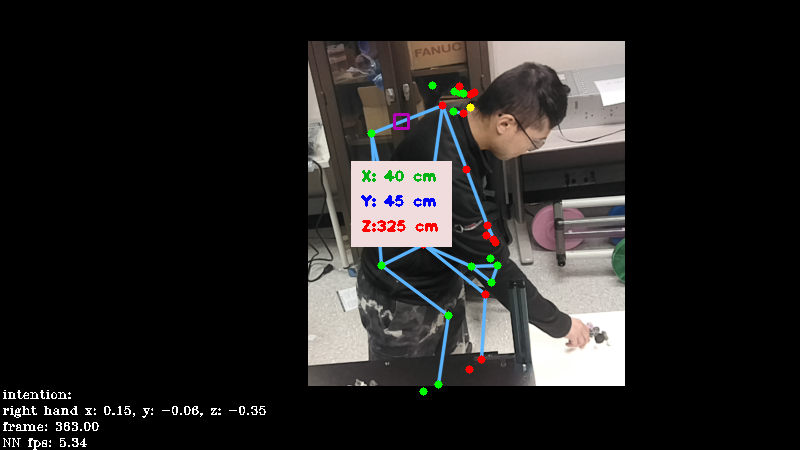 FANUC
X: 40 cm
Y: 45 cm
Z:325 cm
intention:
right hand x: 0.15, y: -0.06, z: -0.35
frame: 363.00
NN fps: 5.34